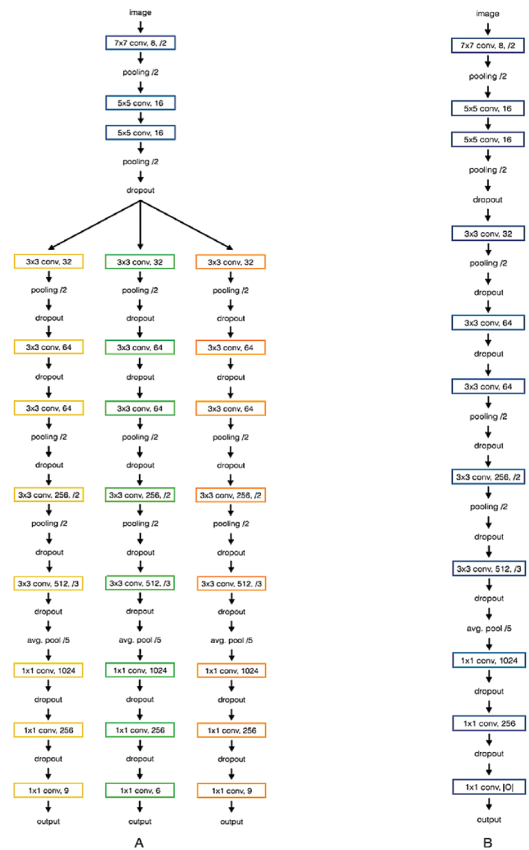 image
7x7 conv, 8, /2
pooling /2
5x5 conv, 16
5x5 conv, 16
pooling /2
dropout
3x3 conv, 32
pooling /2
dropout
3x3 conv, 64
dropout
3x3 conv, 64
pooling /2
dropout
3x3 conv, 256, /2
pooling /2
dropout
3x3 conv, 512, /3
dropout
avg. pool /5
1x1 conv, 1024
dropout
1x1 conv, 256
dropout
1x1 conv, 9
output
3x3 conv, 32
pooling /2
dropout
3x3 conv, 64
dropout
3x3 conv, 64
pooling /2
dropout
3x3 conv, 256, /2
pooling /2
dropout
3x3 conv, 512, /3
dropout
avg. pool /5
1x1 conv, 1024
dropout
1x1 conv, 256
dropout
1x1 conv, 6
output
3x3 conv, 32
pooling /2
dropout
3x3 conv, 64
dropout
3x3 conv, 64
pooling /2
dropout
3x3 conv, 256, /2
pooling /2
dropout
3x3 conv, 512, /3
dropout
avg. pool /5
1x1 conv, 1024
dropout
1x1 conv, 256
dropout
1x1 conv, 9
output
A
image
7x7 conv, 8, /2
pooling /2
5x5 conv, 16
5x5 conv, 16
pooling /2
dropout
3x3 conv, 32
pooling /2
dropout
3x3 conv, 64
dropout
3x3 conv, 64
pooling /2
dropout
3x3 conv, 256, /2
pooling /2
dropout
3x3 conv, 512, /3
dropout
avg. pool /5
1x1 conv, 1024
dropout
1x1 conv, 256
dropout
1x1 conv, |O|
output
B